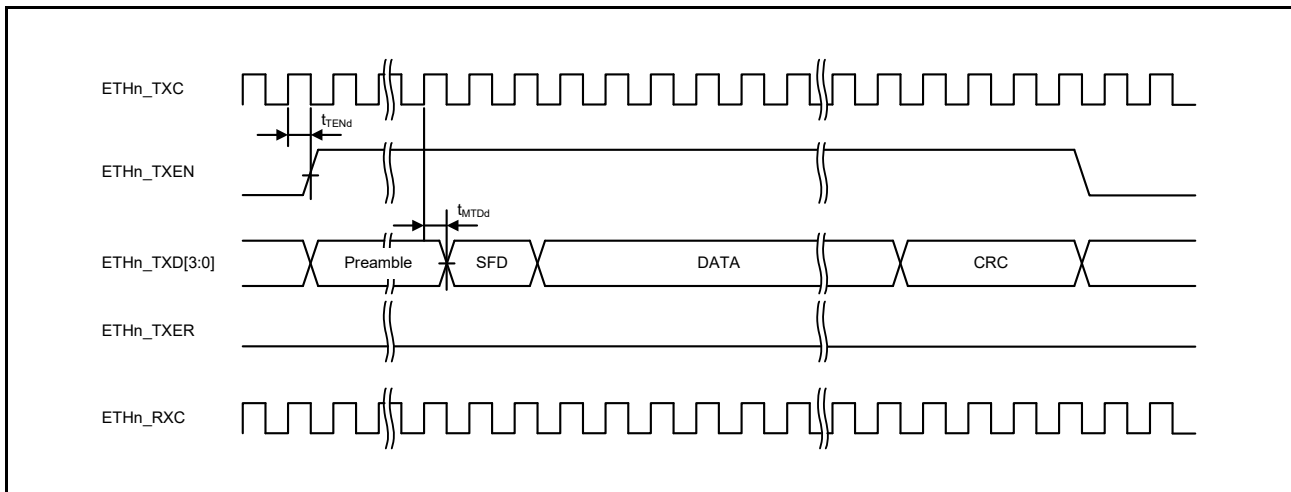 ETHn_TXC
tTENd
ETHn_TXEN
tMTDd
ETHn_TXD[3:0]
Preamble
SFD
DATA
CRC
ETHn_TXER
ETHn_RXC